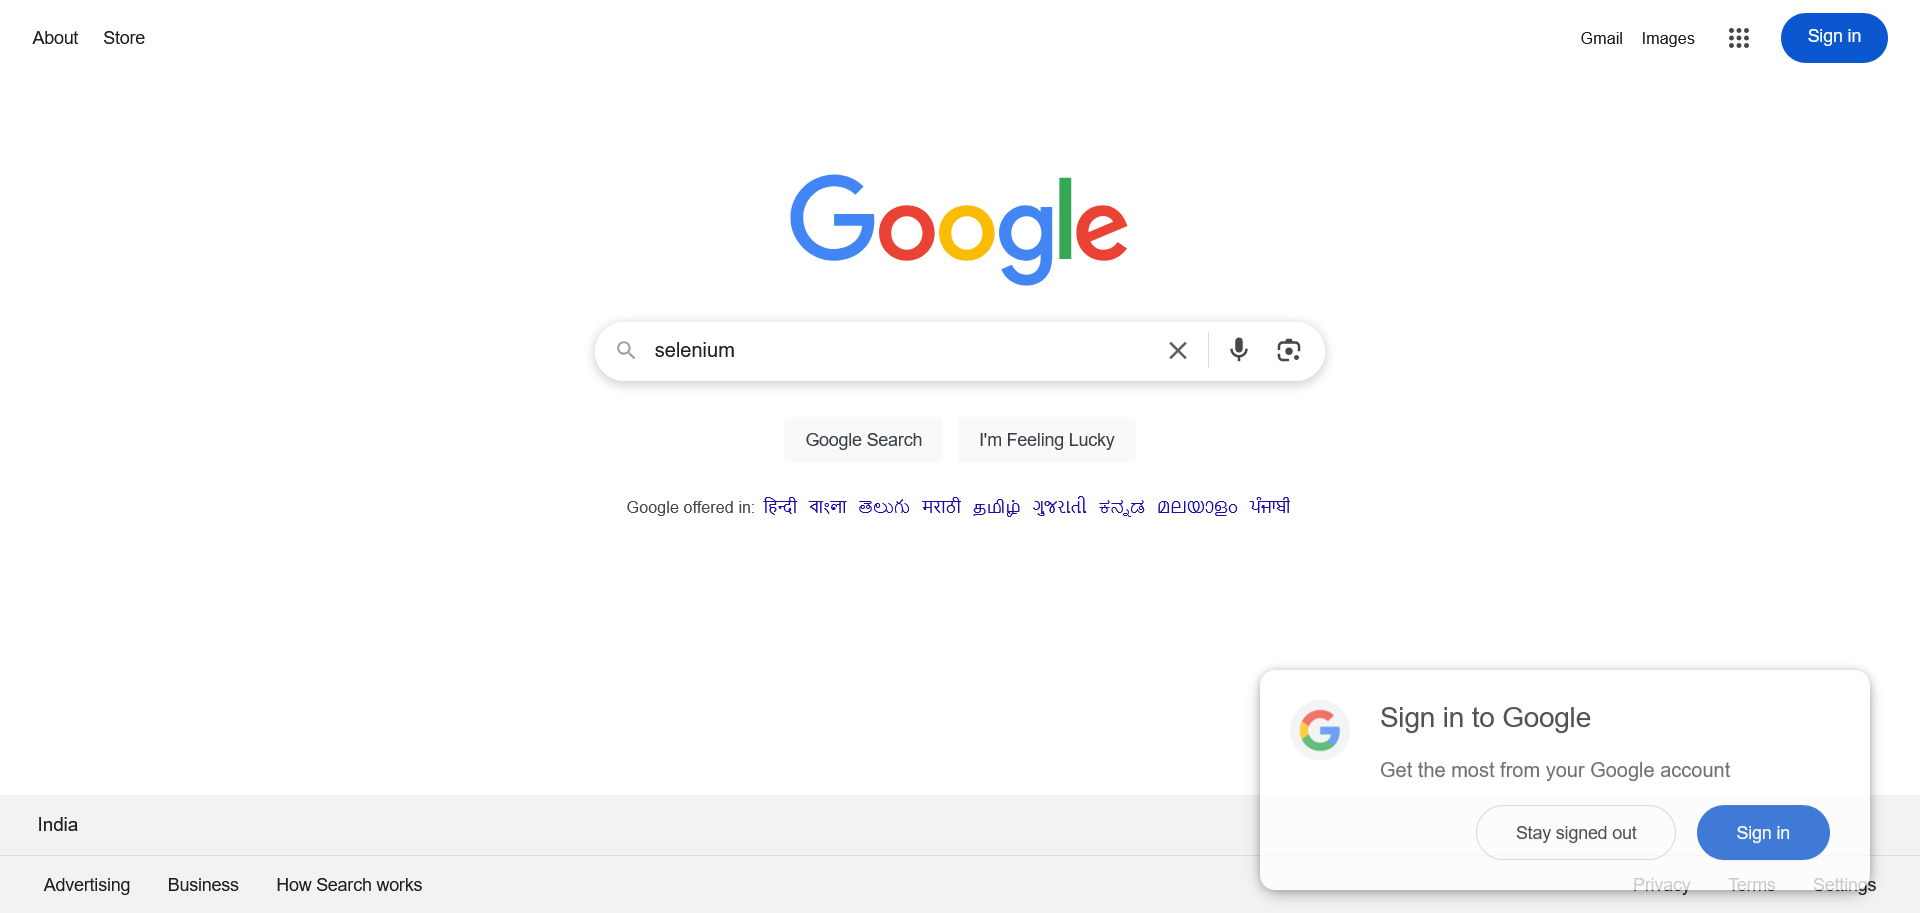 About Store
Gmail Images Sign in
Google
selenium
Google Search I'm Feeling Lucky
Google offered in: हिन्दी বাংলা తెలుగు मराठी தமிழ் ગુજરાતી ಕನ್ನಡ മലയാളം ਪੰਜਾਬੀ
Sign in to Google
Get the most from your Google account
Stay signed out Sign in
India
Advertising Business How Search works
Privacy Terms Settings